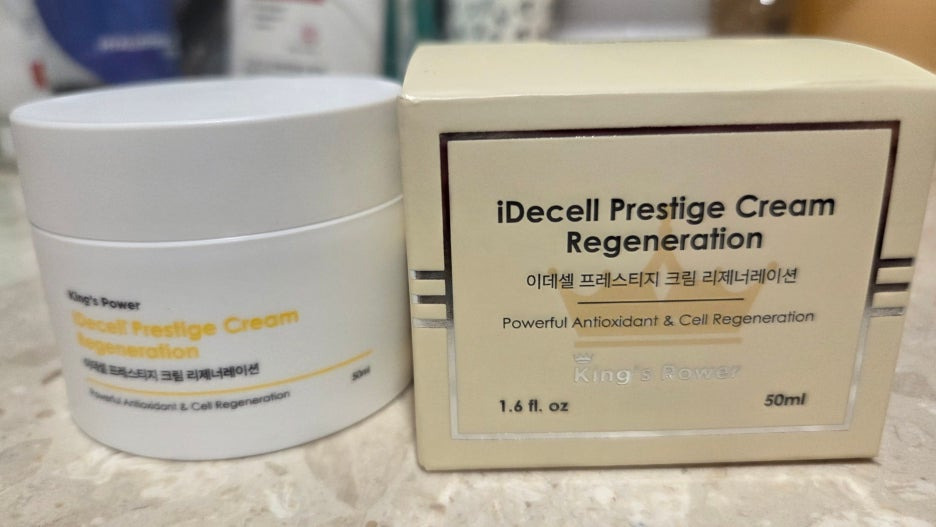 King's Power
iDecell Prestige Cream
Regeneration
이데셀 프레스티지 크림 리제너레이션
50ml
Powerful Antioxidant & Cell Regeneration
iDecell Prestige Cream
Regeneration
이데셀 프레스티지 크림 리제너레이션
Powerful Antioxidant & Cell Regeneration
King's Power
1.6 fl. oz
50ml